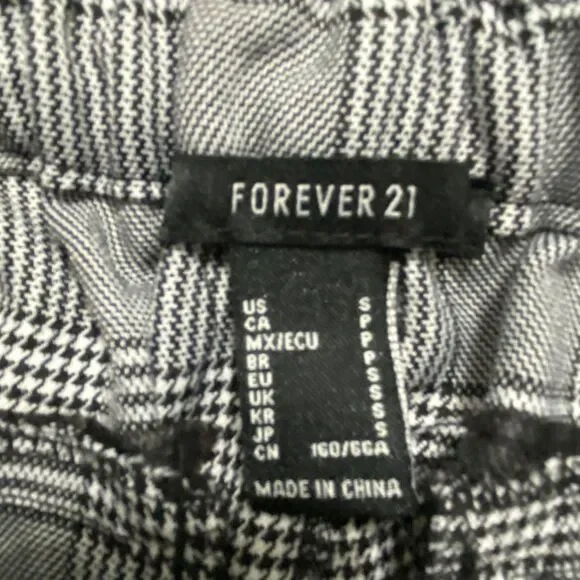 FOREVER 21
US S
CA P
MX/ECU P
BR P
EU S
UK S
KR S
JP S
CN 160/66A
MADE IN CHINA